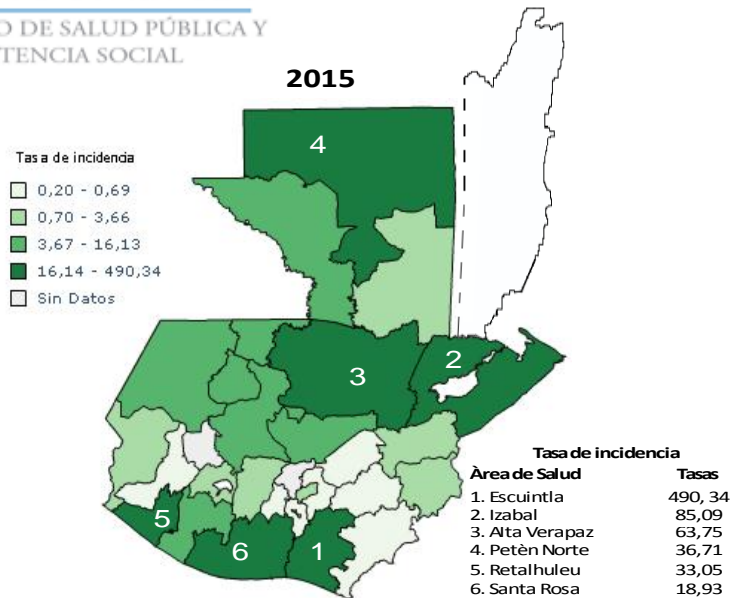 O DE SALUD PÚBLICA Y
TENCIA SOCIAL
2015
Tasa de incidencia
0,20 - 0,69
0,70 - 3,66
3,67 - 16,13
16,14 - 490,34
Sin Datos
4
3
2
5
6
1
Tasa de incidencia
Àrea de Salud Tasas
1. Escuintla 490, 34
2. Izabal 85,09
3. Alta Verapaz 63,75
4. Petèn Norte 36,71
5. Retalhuleu 33,05
6. Santa Rosa 18,93